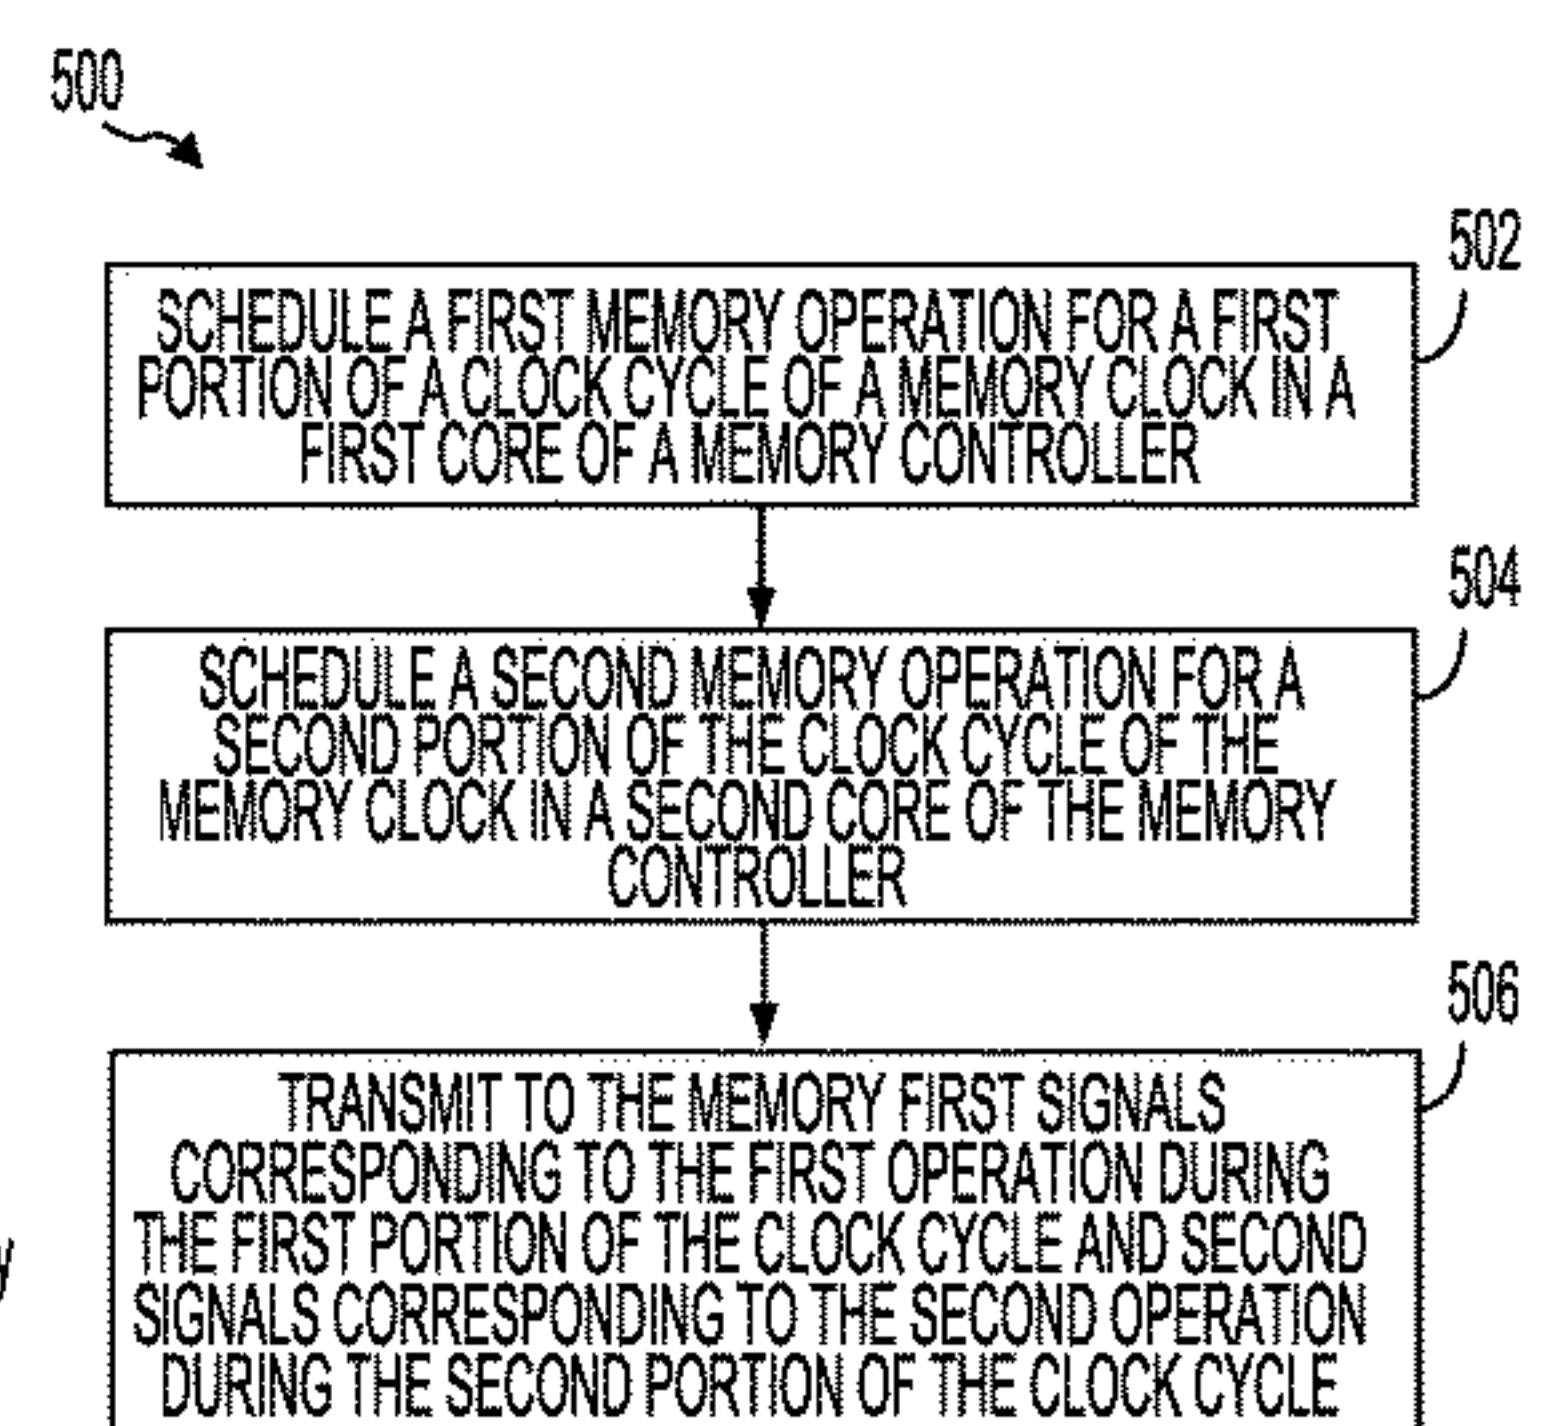 500
502
SCHEDULE A FIRST MEMORY OPERATION FOR A FIRST
PORTION OF A CLOCK CYCLE OF A MEMORY CLOCK IN A
FIRST CORE OF A MEMORY CONTROLLER
504
SCHEDULE A SECOND MEMORY OPERATION FOR A
SECOND PORTION OF THE CLOCK CYCLE OF THE
MEMORY CLOCK IN A SECOND CORE OF THE MEMORY
CONTROLLER
506
TRANSMIT TO THE MEMORY FIRST SIGNALS
CORRESPONDING TO THE FIRST OPERATION DURING
THE FIRST PORTION OF THE CLOCK CYCLE AND SECOND
SIGNALS CORRESPONDING TO THE SECOND OPERATION
DURING THE SECOND PORTION OF THE CLOCK CYCLE